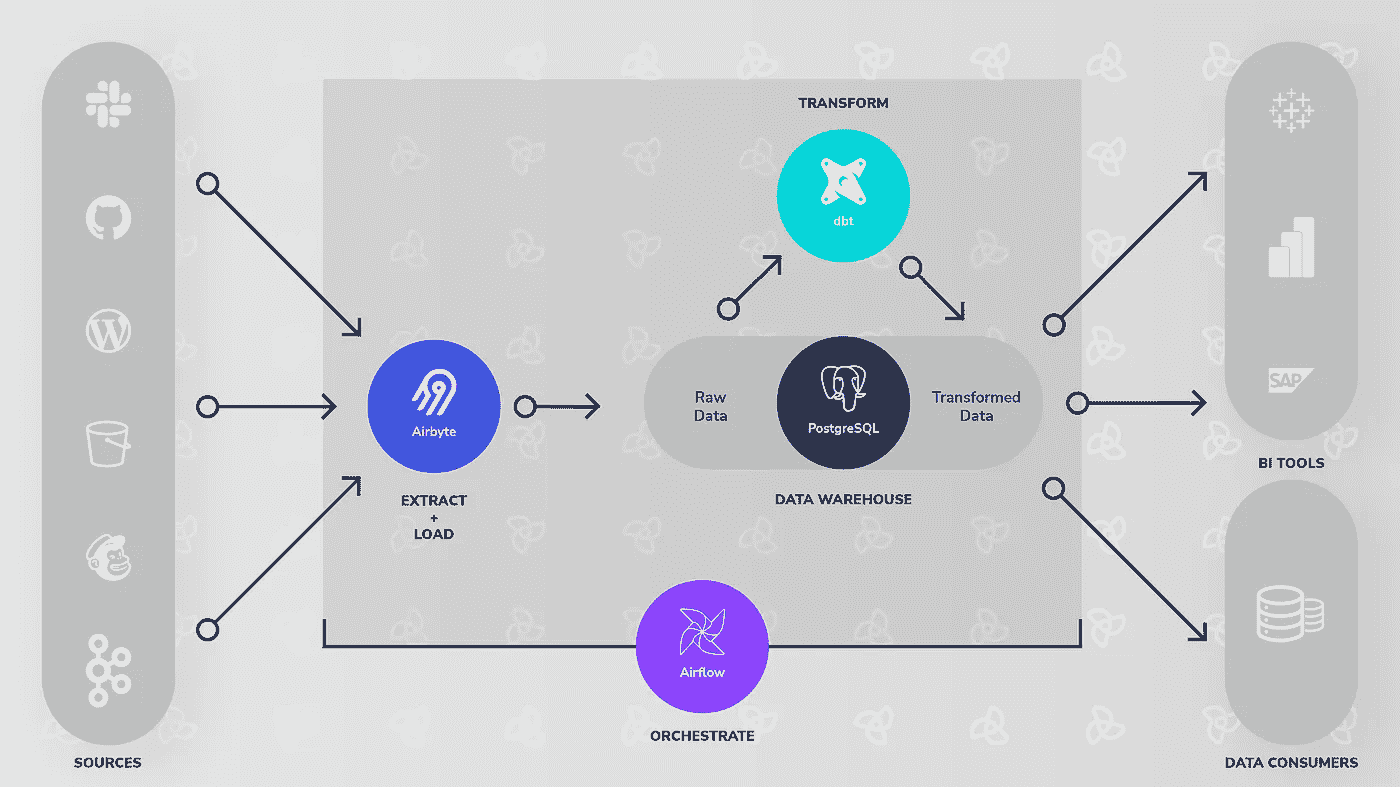 TRANSFORM
dbt
Airbyte
EXTRACT
+
LOAD
Raw
Data
PostgreSQL
Transformed
Data
DATA WAREHOUSE
SAP
BI TOOLS
Airflow
ORCHESTRATE
SOURCES
DATA CONSUMERS